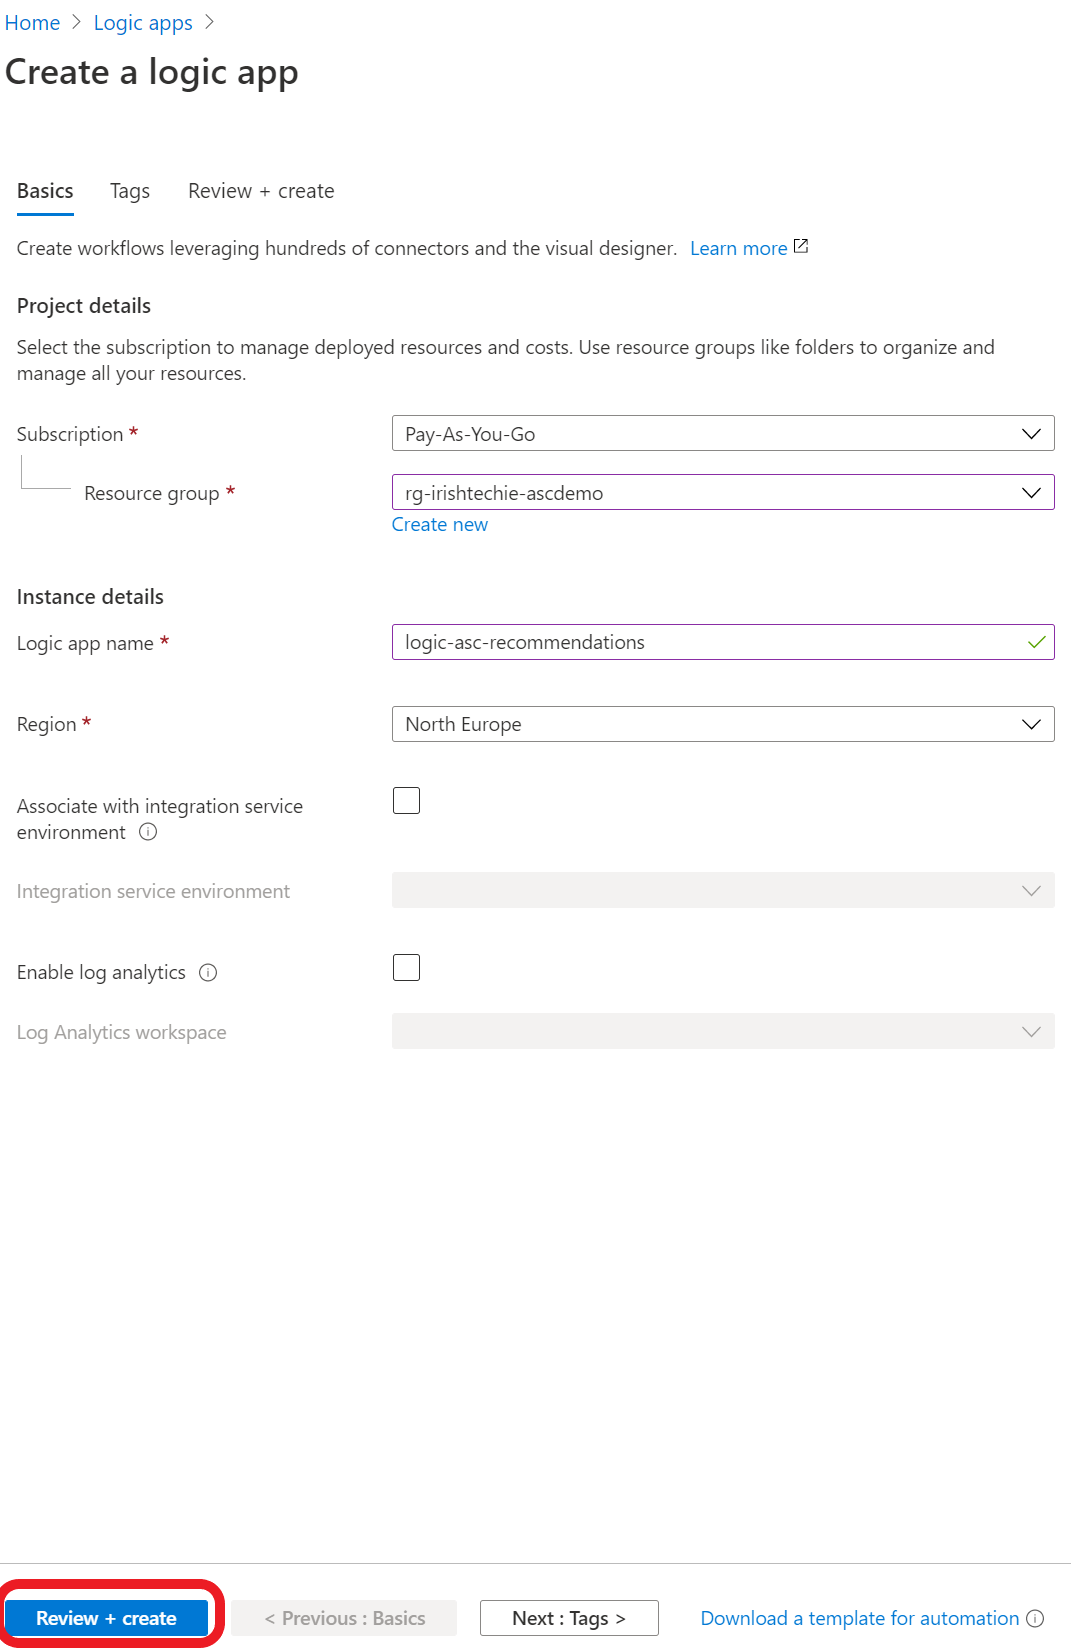 Home > Logic apps >
Create a logic app
Basics Tags Review + create
Create workflows leveraging hundreds of connectors and the visual designer. Learn more
Project details
Select the subscription to manage deployed resources and costs. Use resource groups like folders to organize and
manage all your resources.
Subscription * Pay-As-You-Go
Resource group * rg-irishtechie-ascdemo
Create new
Instance details
Logic app name * logic-asc-recommendations
Region * North Europe
Associate with integration service
environment
Integration service environment
Enable log analytics
Log Analytics workspace
Review + create < Previous : Basics Next : Tags > Download a template for automation